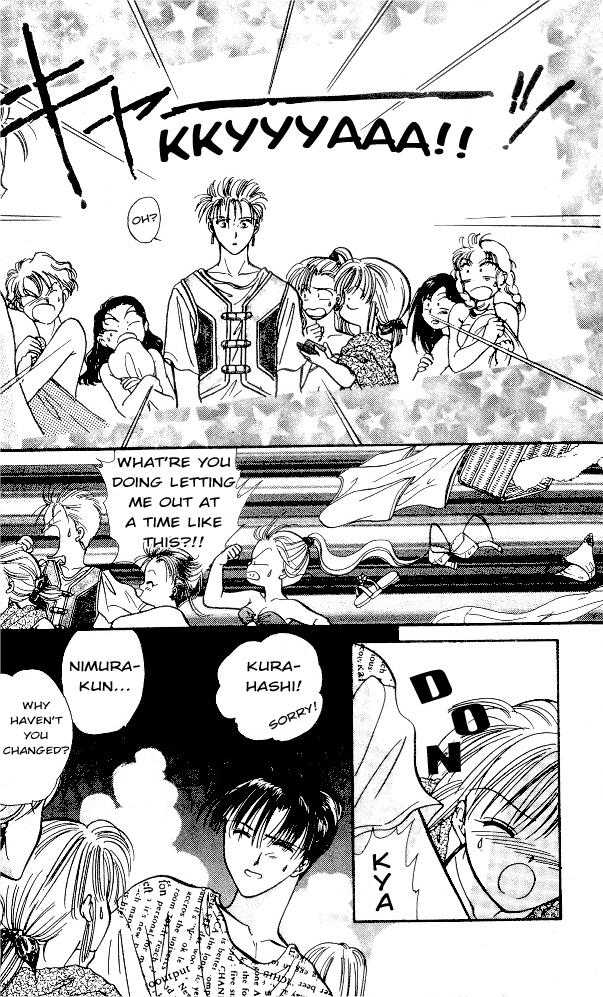 キャー!!
KKYYYAAA!!
OH?
WHAT'RE YOU
DOING LETTING
ME OUT AT
A TIME LIKE
THIS?!!
DON
KYA
KURA-
HASHI!
SORRY!
NIMURA-
KUN...
WHY
HAVEN'T
YOU
CHANGED?